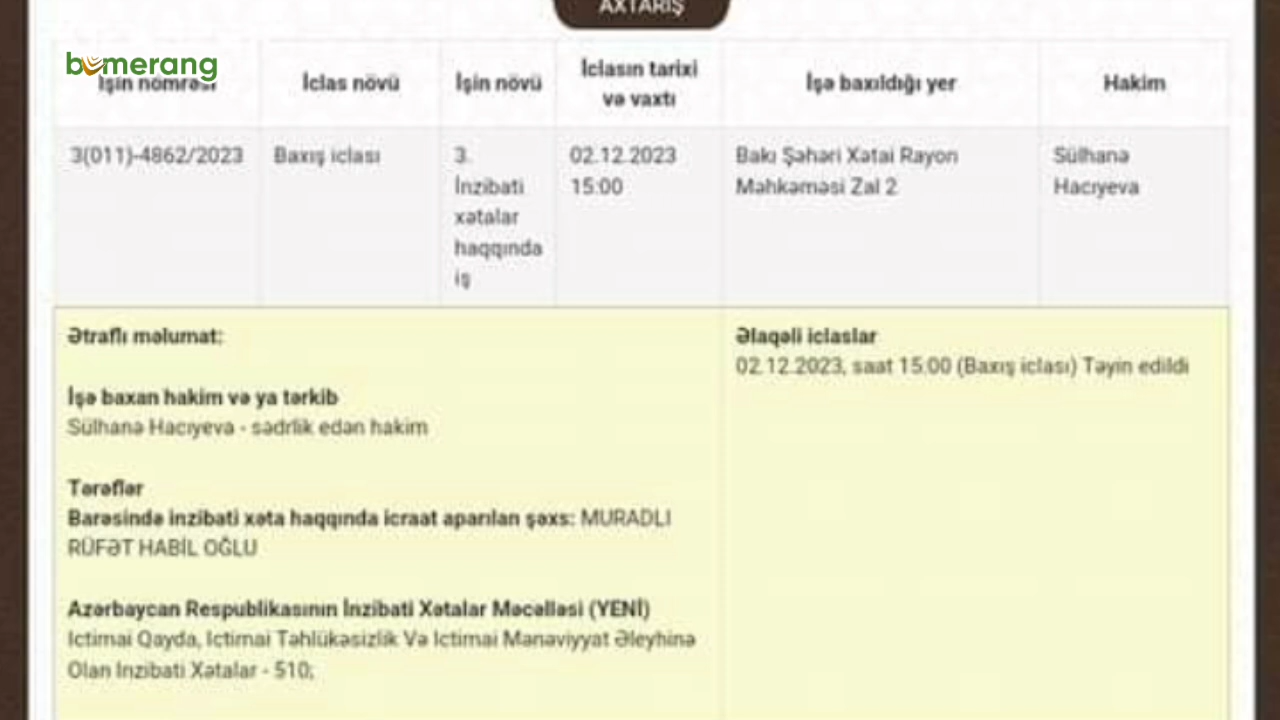 AXTARIŞ
bumerang
İşin nömrəsi
İclas növü
İşin növü
İclasın tarixi
və vaxtı
İşə baxıldığı yer
Hakim
3(011)-4862/2023
Baxış iclası
3.
İnzibati
xətalar
haqqında
iş
02.12.2023
15:00
Bakı Şəhəri Xətai Rayon
Məhkəməsi Zal 2
Sülhanə
Hacıyeva
Ətraflı məlumat:
İşə baxan hakim və ya tərkib
Sülhanə Hacıyeva - sədrlik edən hakim
Tərəflər
Barəsində inzibati xəta haqqında icraat aparılan şəxs: MURADLI
RÜFƏT HABİL OĞLU
Azərbaycan Respublikasının İnzibati Xətalar Məcəlləsi (YENİ)
Ictimai Qayda, Ictimai Təhlükəsizlik Və Ictimai Mənəviyyat Əleyhinə
Olan Inzibati Xətalar - 510;
Əlaqəli iclaslar
02.12.2023, saat 15:00 (Baxış iclası) Təyin edildi